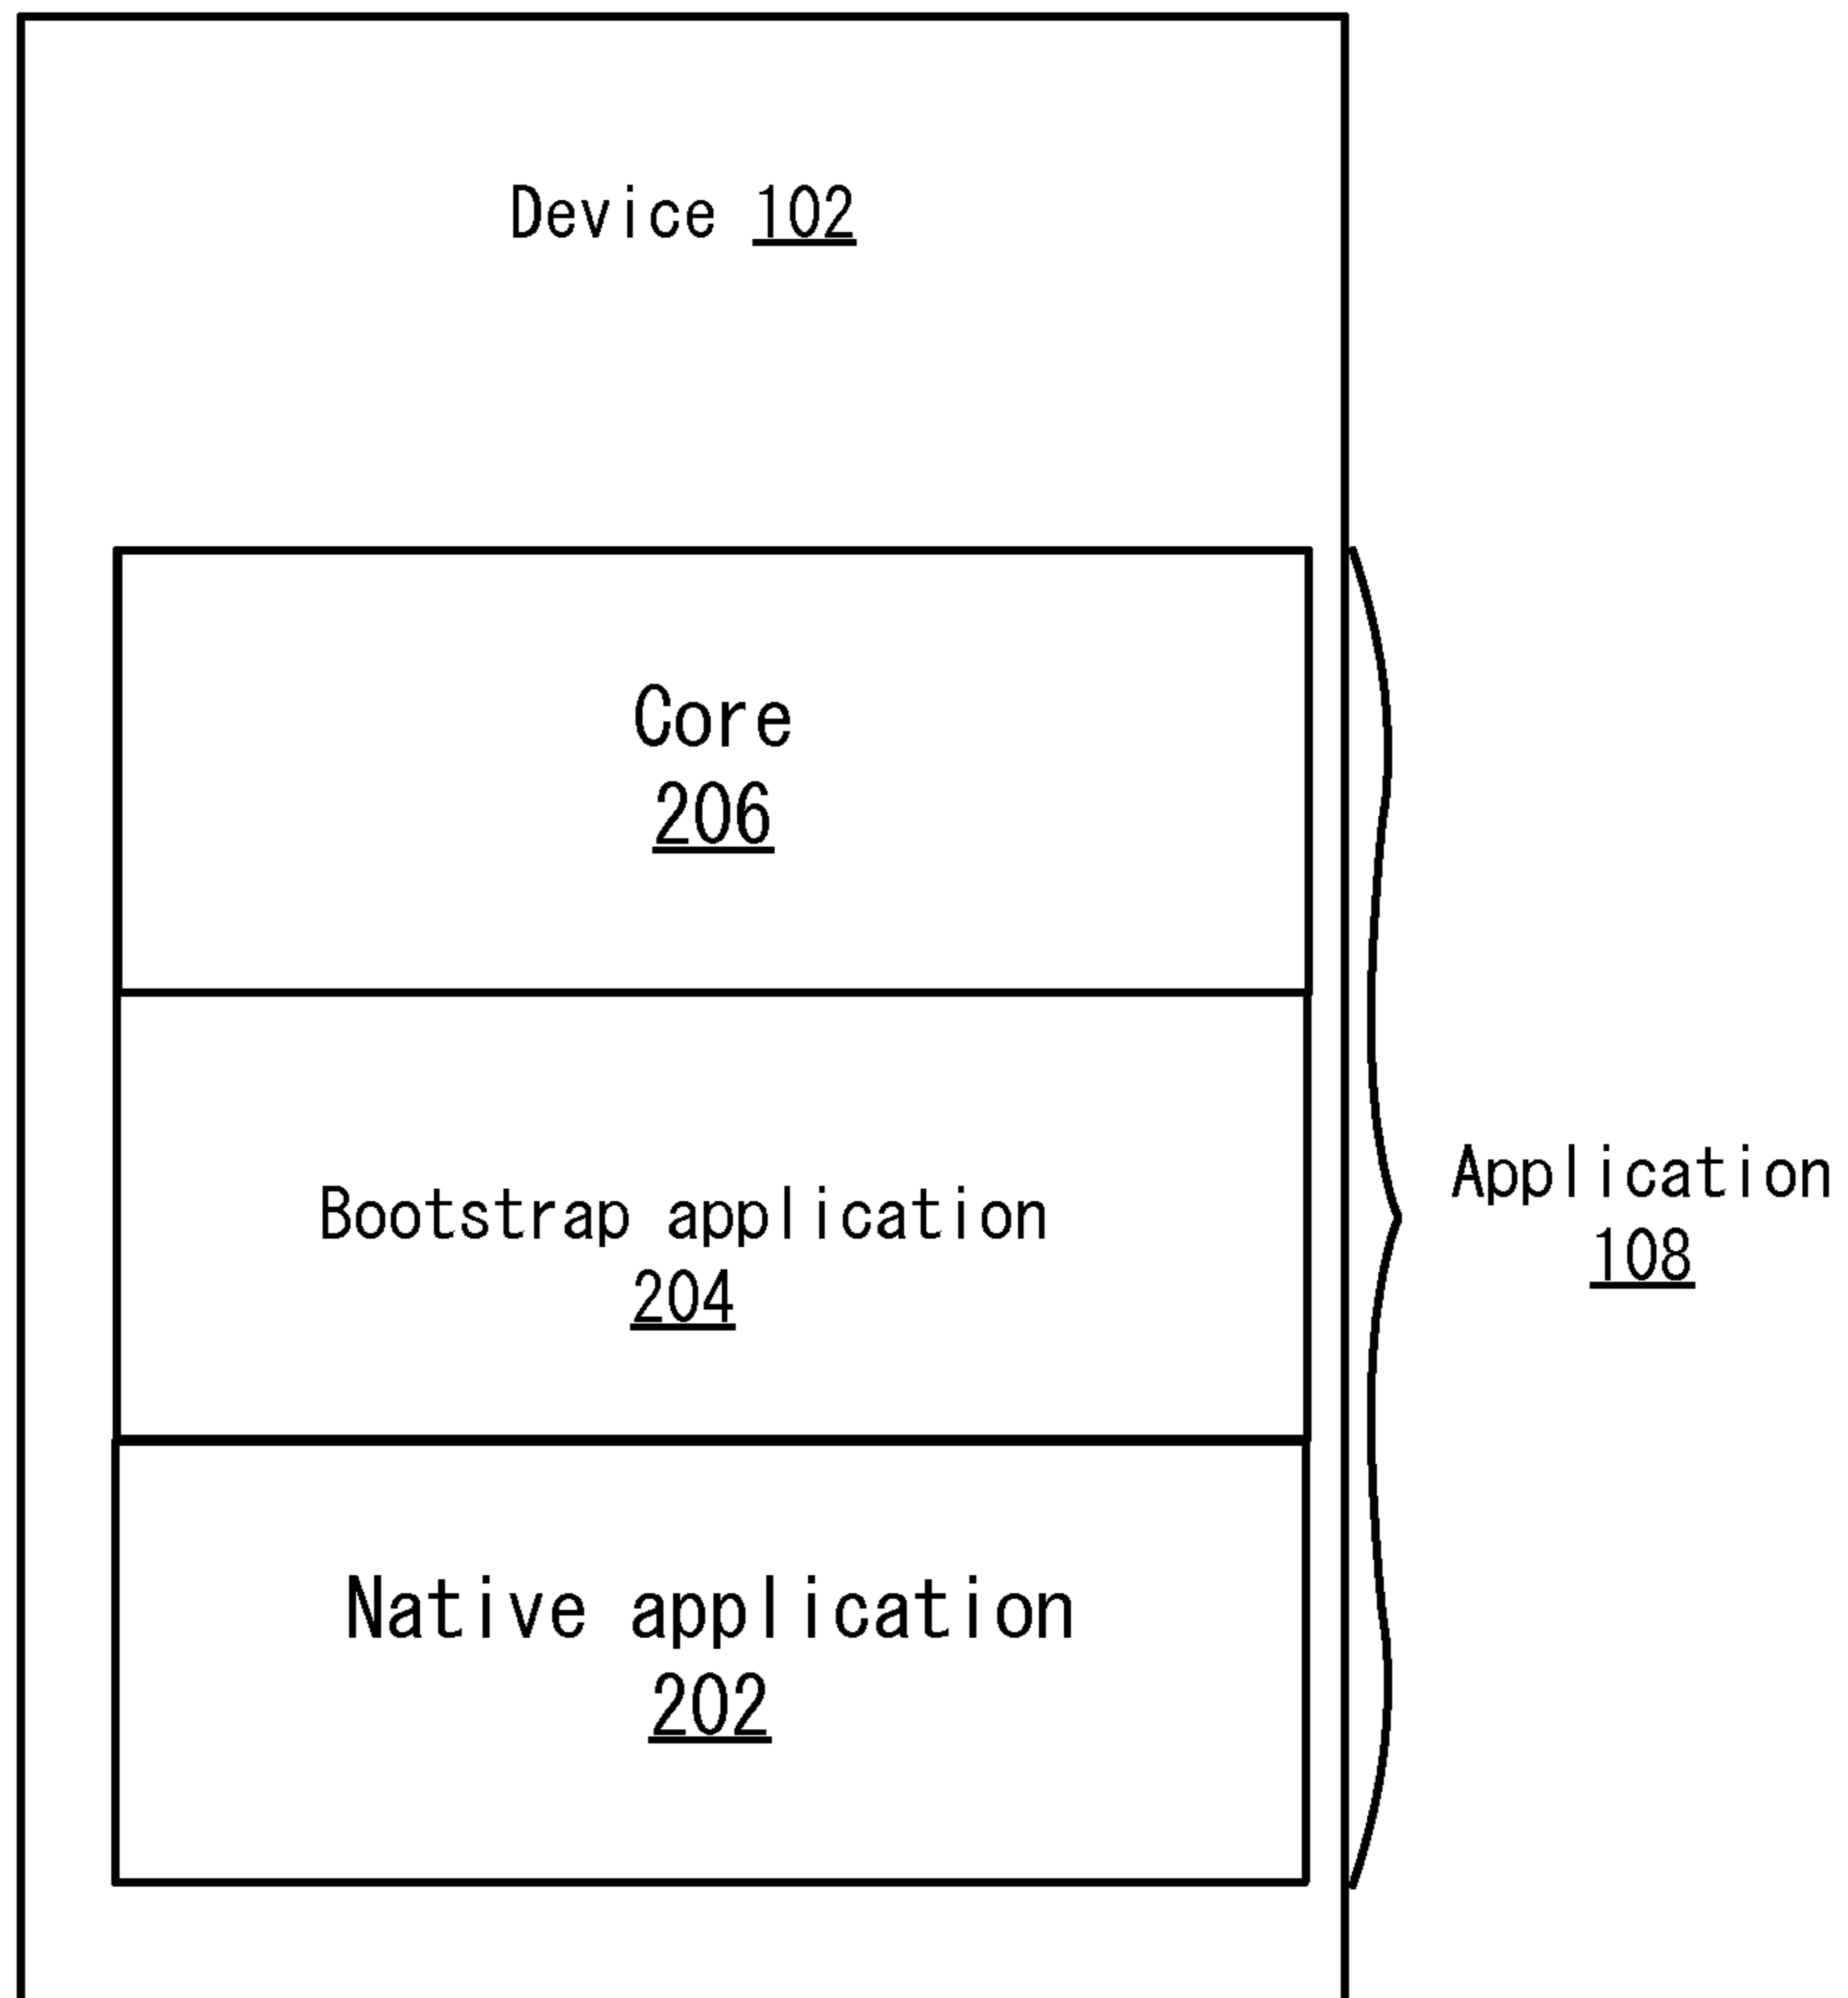 Device 102
Core
206
Bootstrap application
204
Application
108
Native application
202